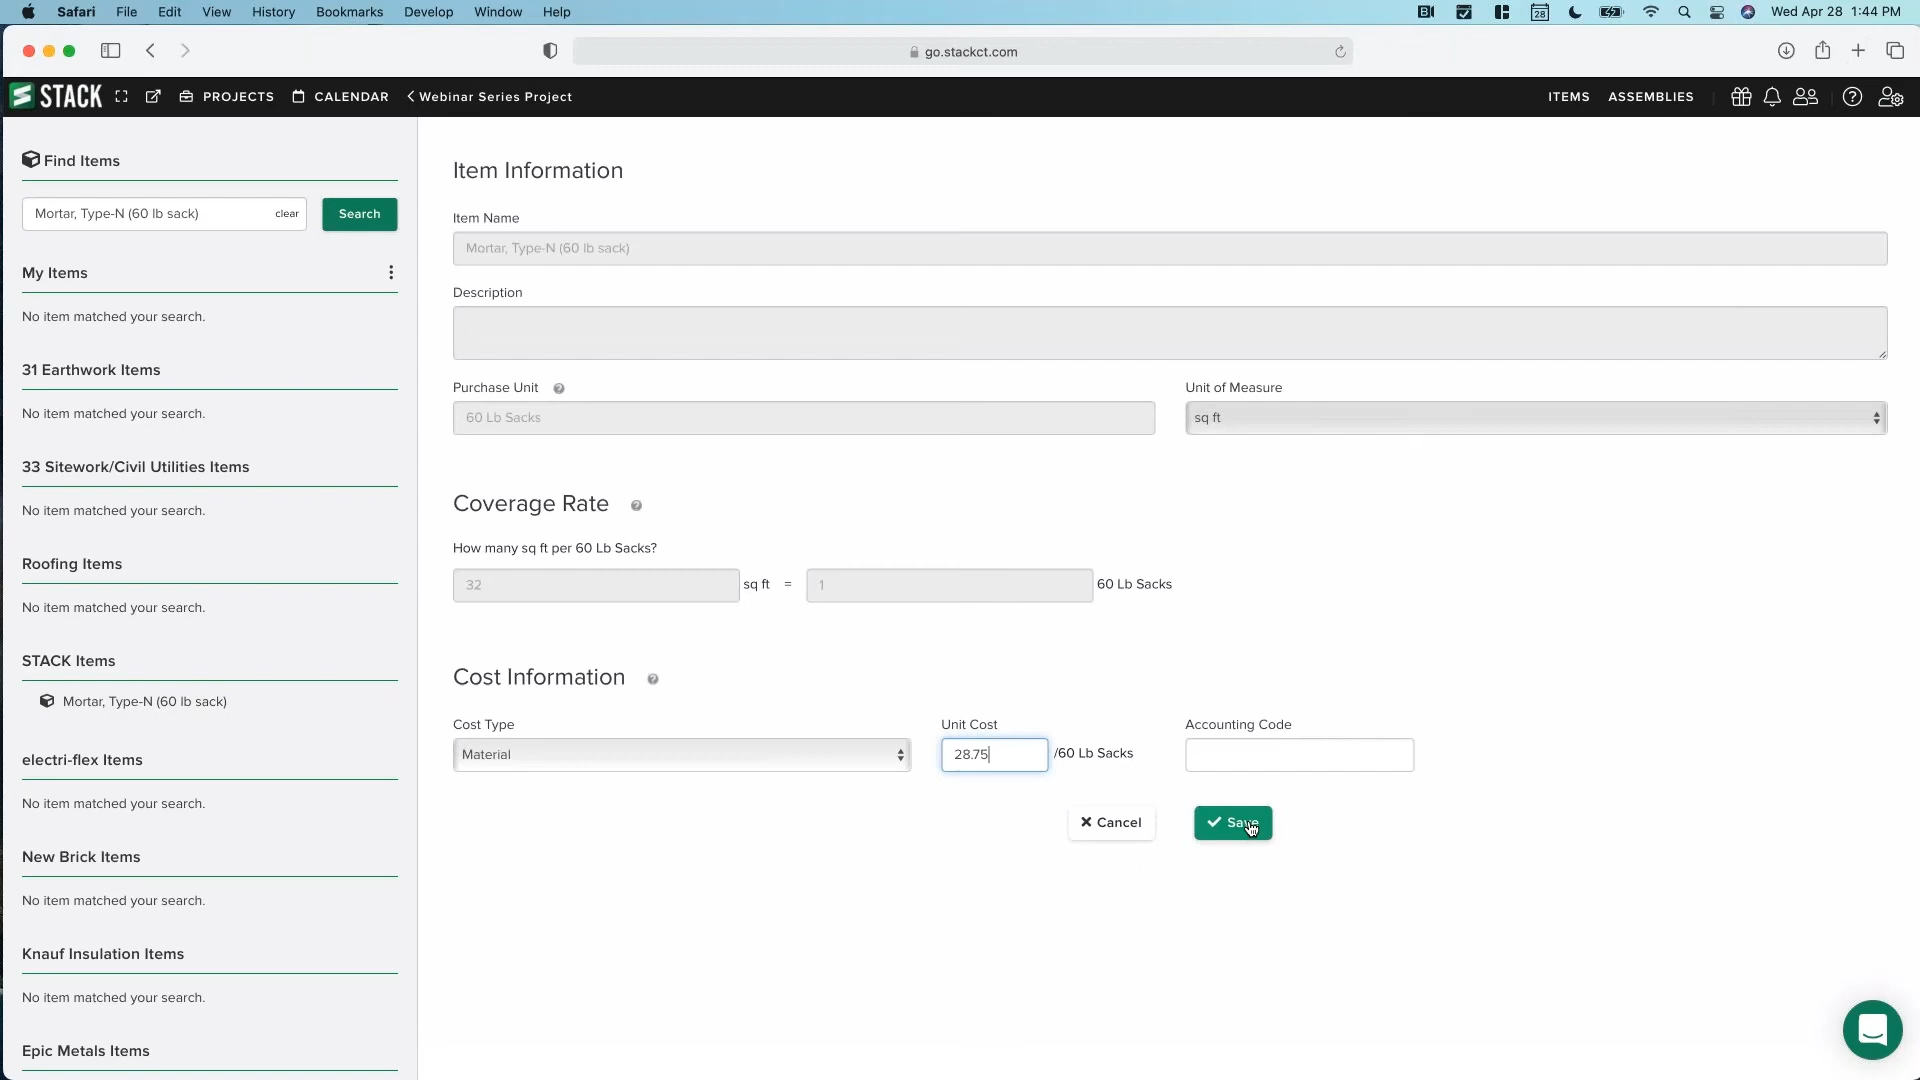 Safari File Edit View History Bookmarks Develop Window Help
28 Wed Apr 28 1:44 PM
go.stackct.com
STACK PROJECTS CALENDAR Webinar Series Project
ITEMS ASSEMBLIES
Find Items
Mortar, Type-N (60 lb sack) clear Search
My Items
No item matched your search.
31 Earthwork Items
No item matched your search.
33 Sitework/Civil Utilities Items
No item matched your search.
Roofing Items
No item matched your search.
STACK Items
Mortar, Type-N (60 lb sack)
electri-flex Items
No item matched your search.
New Brick Items
No item matched your search.
Knauf Insulation Items
No item matched your search.
Epic Metals Items
Item Information
Item Name
Mortar, Type-N (60 lb sack)
Description
Purchase Unit Unit of Measure
60 Lb Sacks sq ft
Coverage Rate
How many sq ft per 60 Lb Sacks?
32 sq ft = 1 60 Lb Sacks
Cost Information
Cost Type Unit Cost Accounting Code
Material 28.75 /60 Lb Sacks
Cancel Save